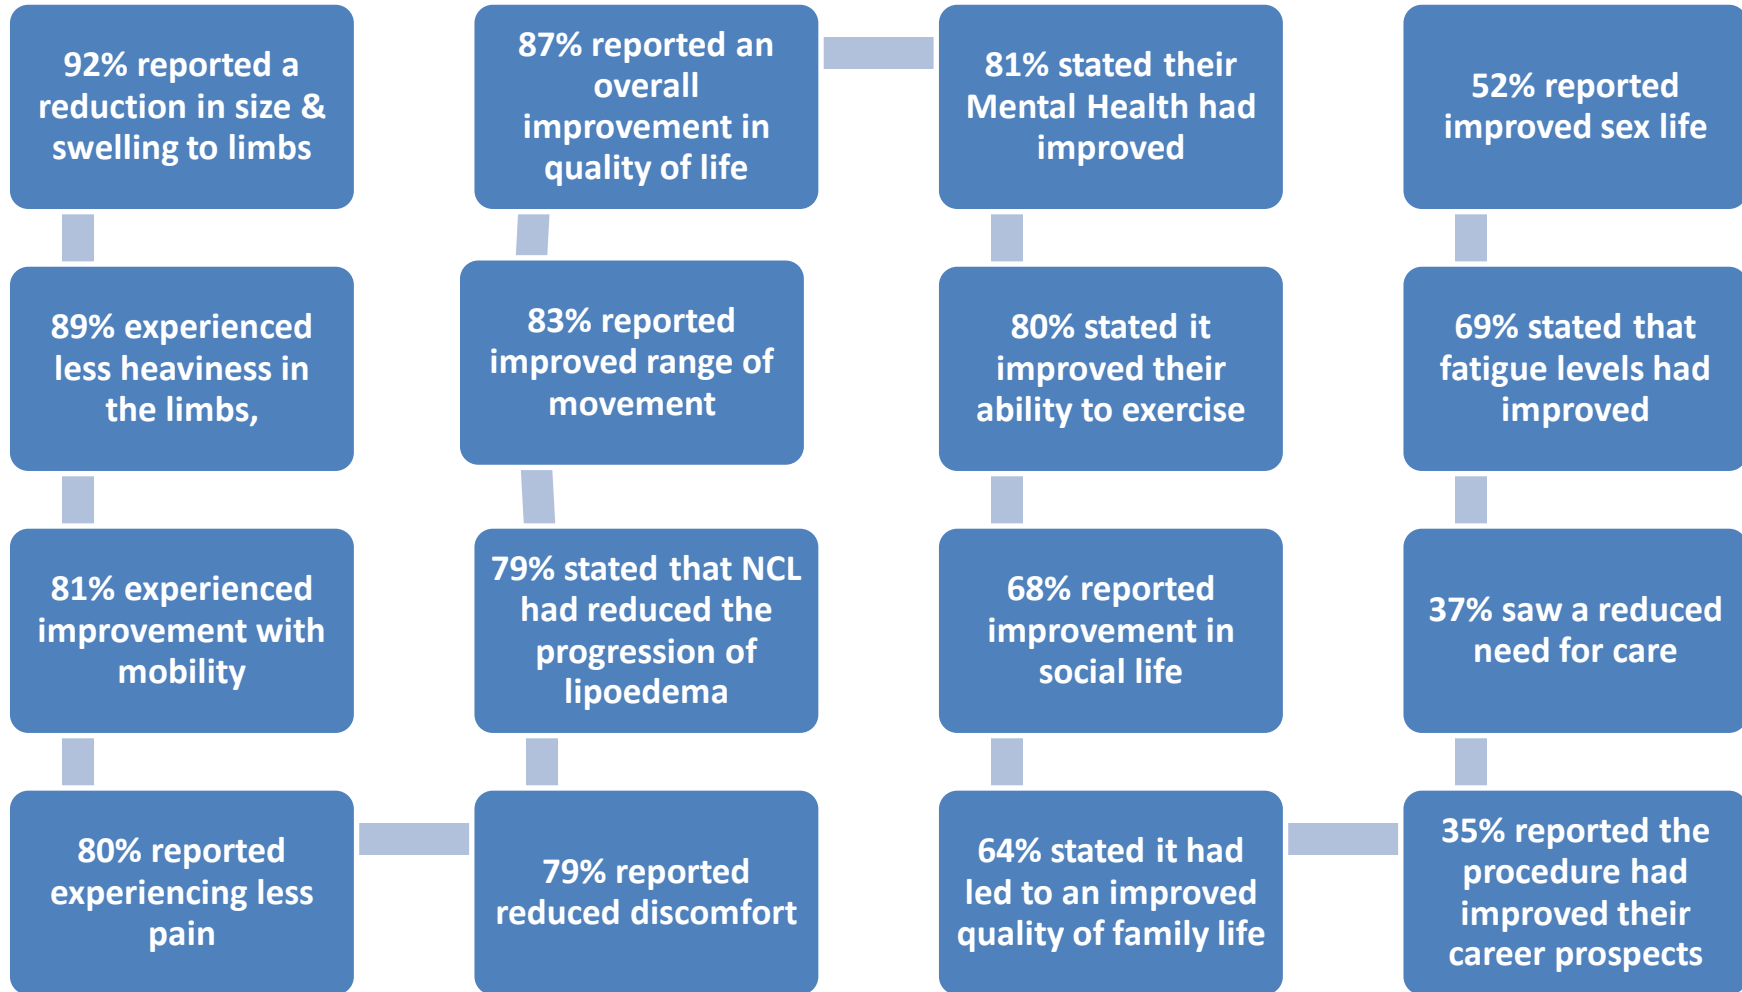 92% reported a
reduction in size &
swelling to limbs
89% experienced
less heaviness in
the limbs,
81% experienced
improvement with
mobility
80% reported
experiencing less
pain
79% reported
reduced discomfort
79% stated that NCL
had reduced the
progression of
lipoedema
83% reported
improved range of
movement
87% reported an
overall
improvement in
quality of life
81% stated their
Mental Health had
improved
80% stated it
improved their
ability to exercise
68% reported
improvement in
social life
64% stated it had
led to an improved
quality of family life
35% reported the
procedure had
improved their
career prospects
37% saw a reduced
need for care
69% stated that
fatigue levels had
improved
52% reported
improved sex life